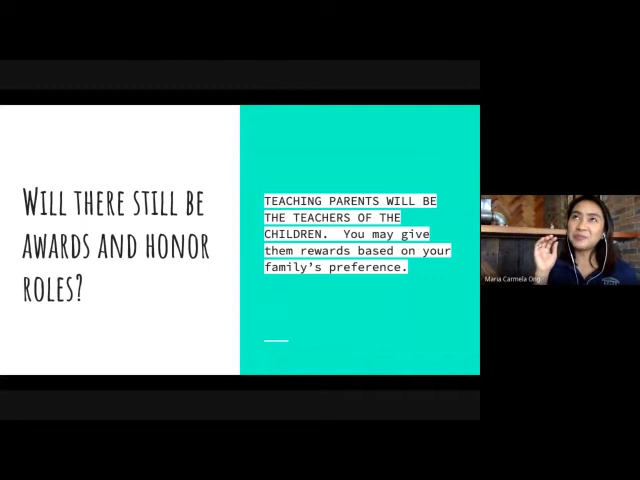 WILL THERE STILL BE
AWARDS AND HONOR
ROLES?
TEACHING PARENTS WILL BE
THE TEACHERS OF THE
CHILDREN. You may give
them rewards based on your
family's preference.
Maria Carmela Ong